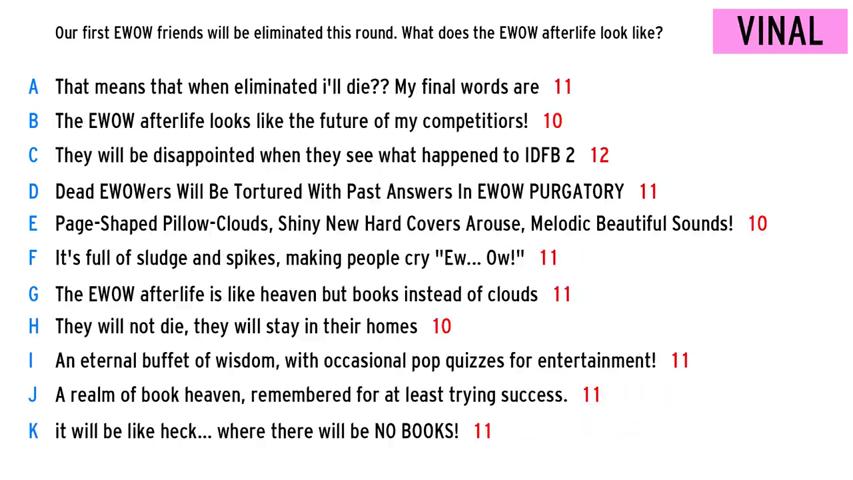 Our first EWOW friends will be eliminated this round. What does the EWOW afterlife look like?
VINAL
A That means that when eliminated i'll die?? My final words are 11
B The EWOW afterlife looks like the future of my competitiors! 10
C They will be disappointed when they see what happened to IDFB 2 12
D Dead EWOWers Will Be Tortured With Past Answers In EWOW PURGATORY 11
E Page-Shaped Pillow-Clouds, Shiny New Hard Covers Arouse, Melodic Beautiful Sounds! 10
F It's full of sludge and spikes, making people cry "Ew... Ow!" 11
G The EWOW afterlife is like heaven but books instead of clouds 11
H They will not die, they will stay in their homes 10
I An eternal buffet of wisdom, with occasional pop quizzes for entertainment! 11
J A realm of book heaven, remembered for at least trying success. 11
K it will be like heck... where there will be NO BOOKS! 11